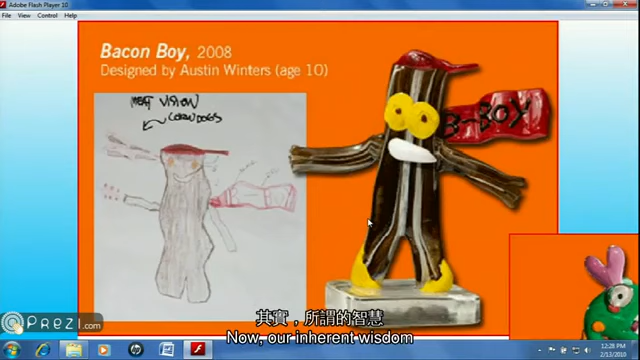 Adobe Flash Player 10
File View Control Help
Bacon Boy, 2008
Designed by Austin Winters (age 10)
MEAT VISION
CORN DOGS
B-BOY
其實，所謂的智慧
Now, our inherent wisdom
PREZI.com
12:28 PM
2/13/2010